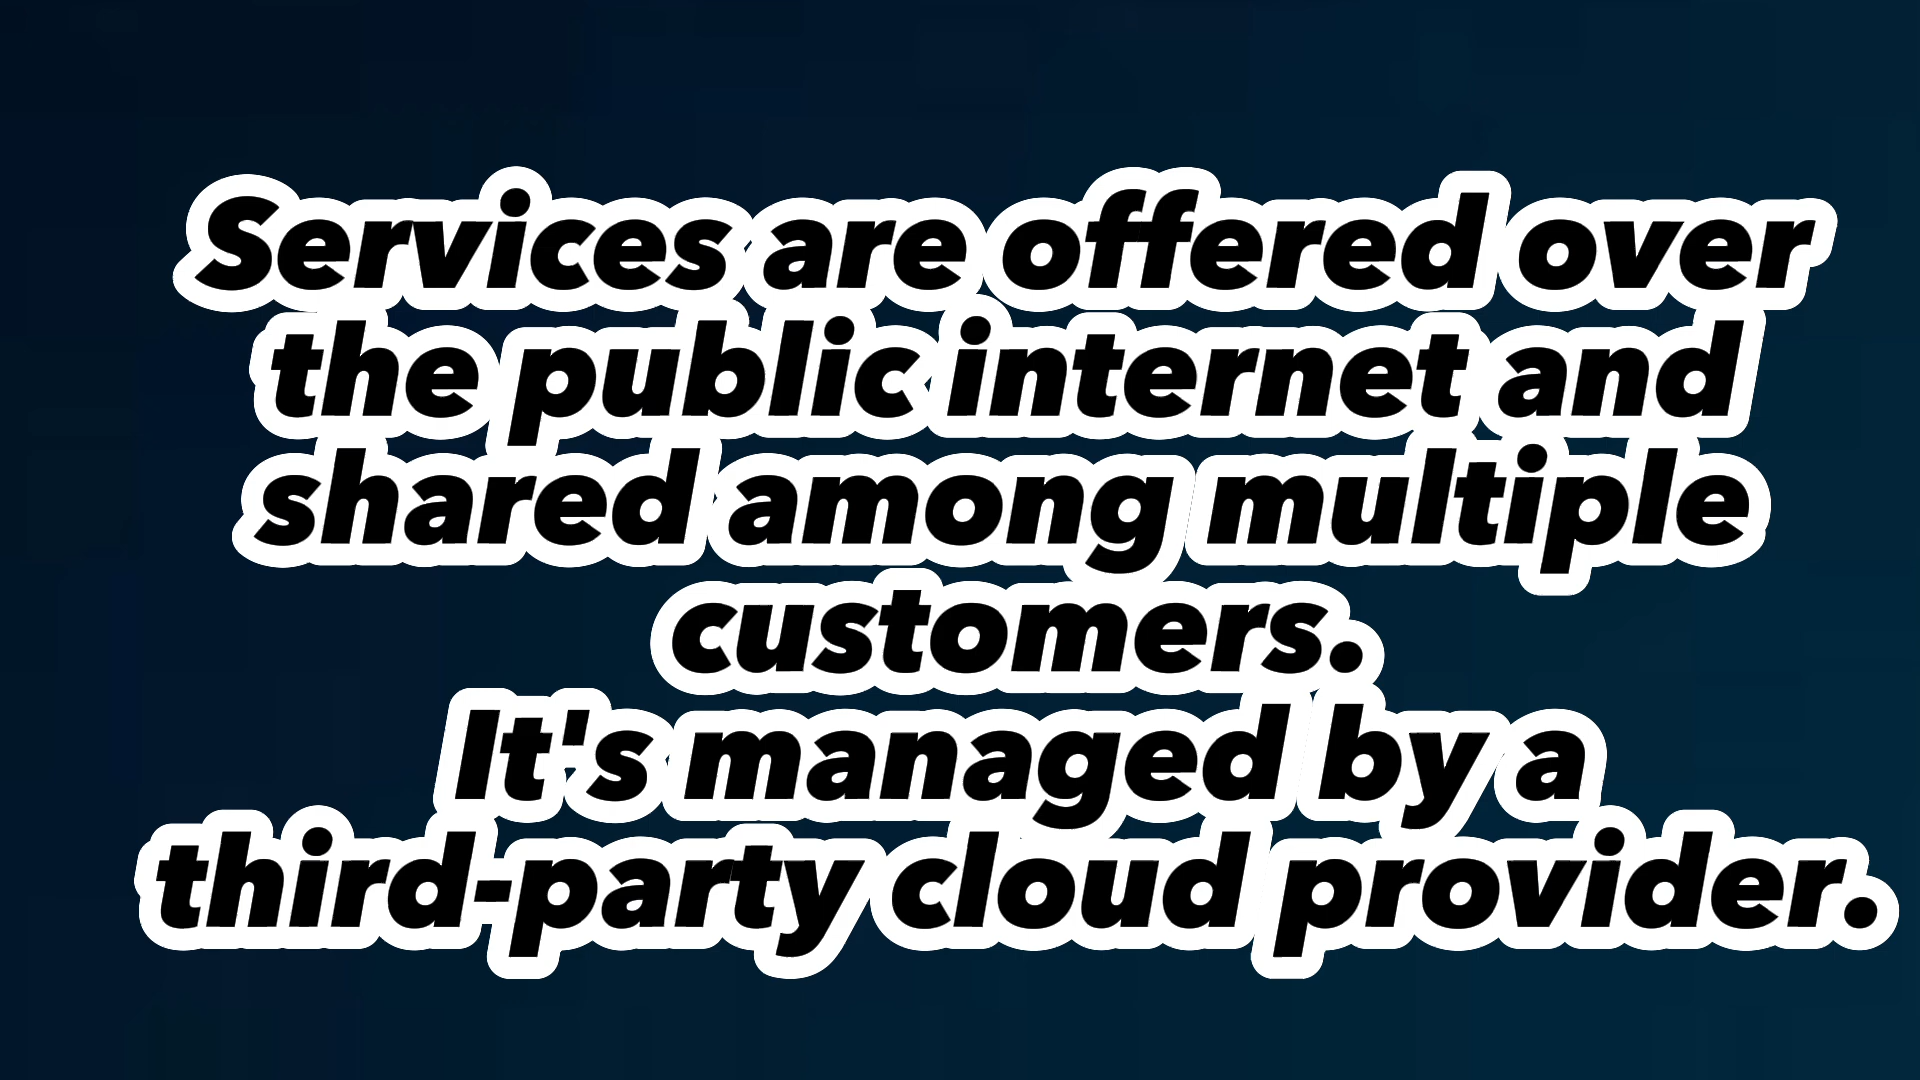 Services are offered over
the public internet and
shared among multiple
customers.
It's managed by a
third-party cloud provider.